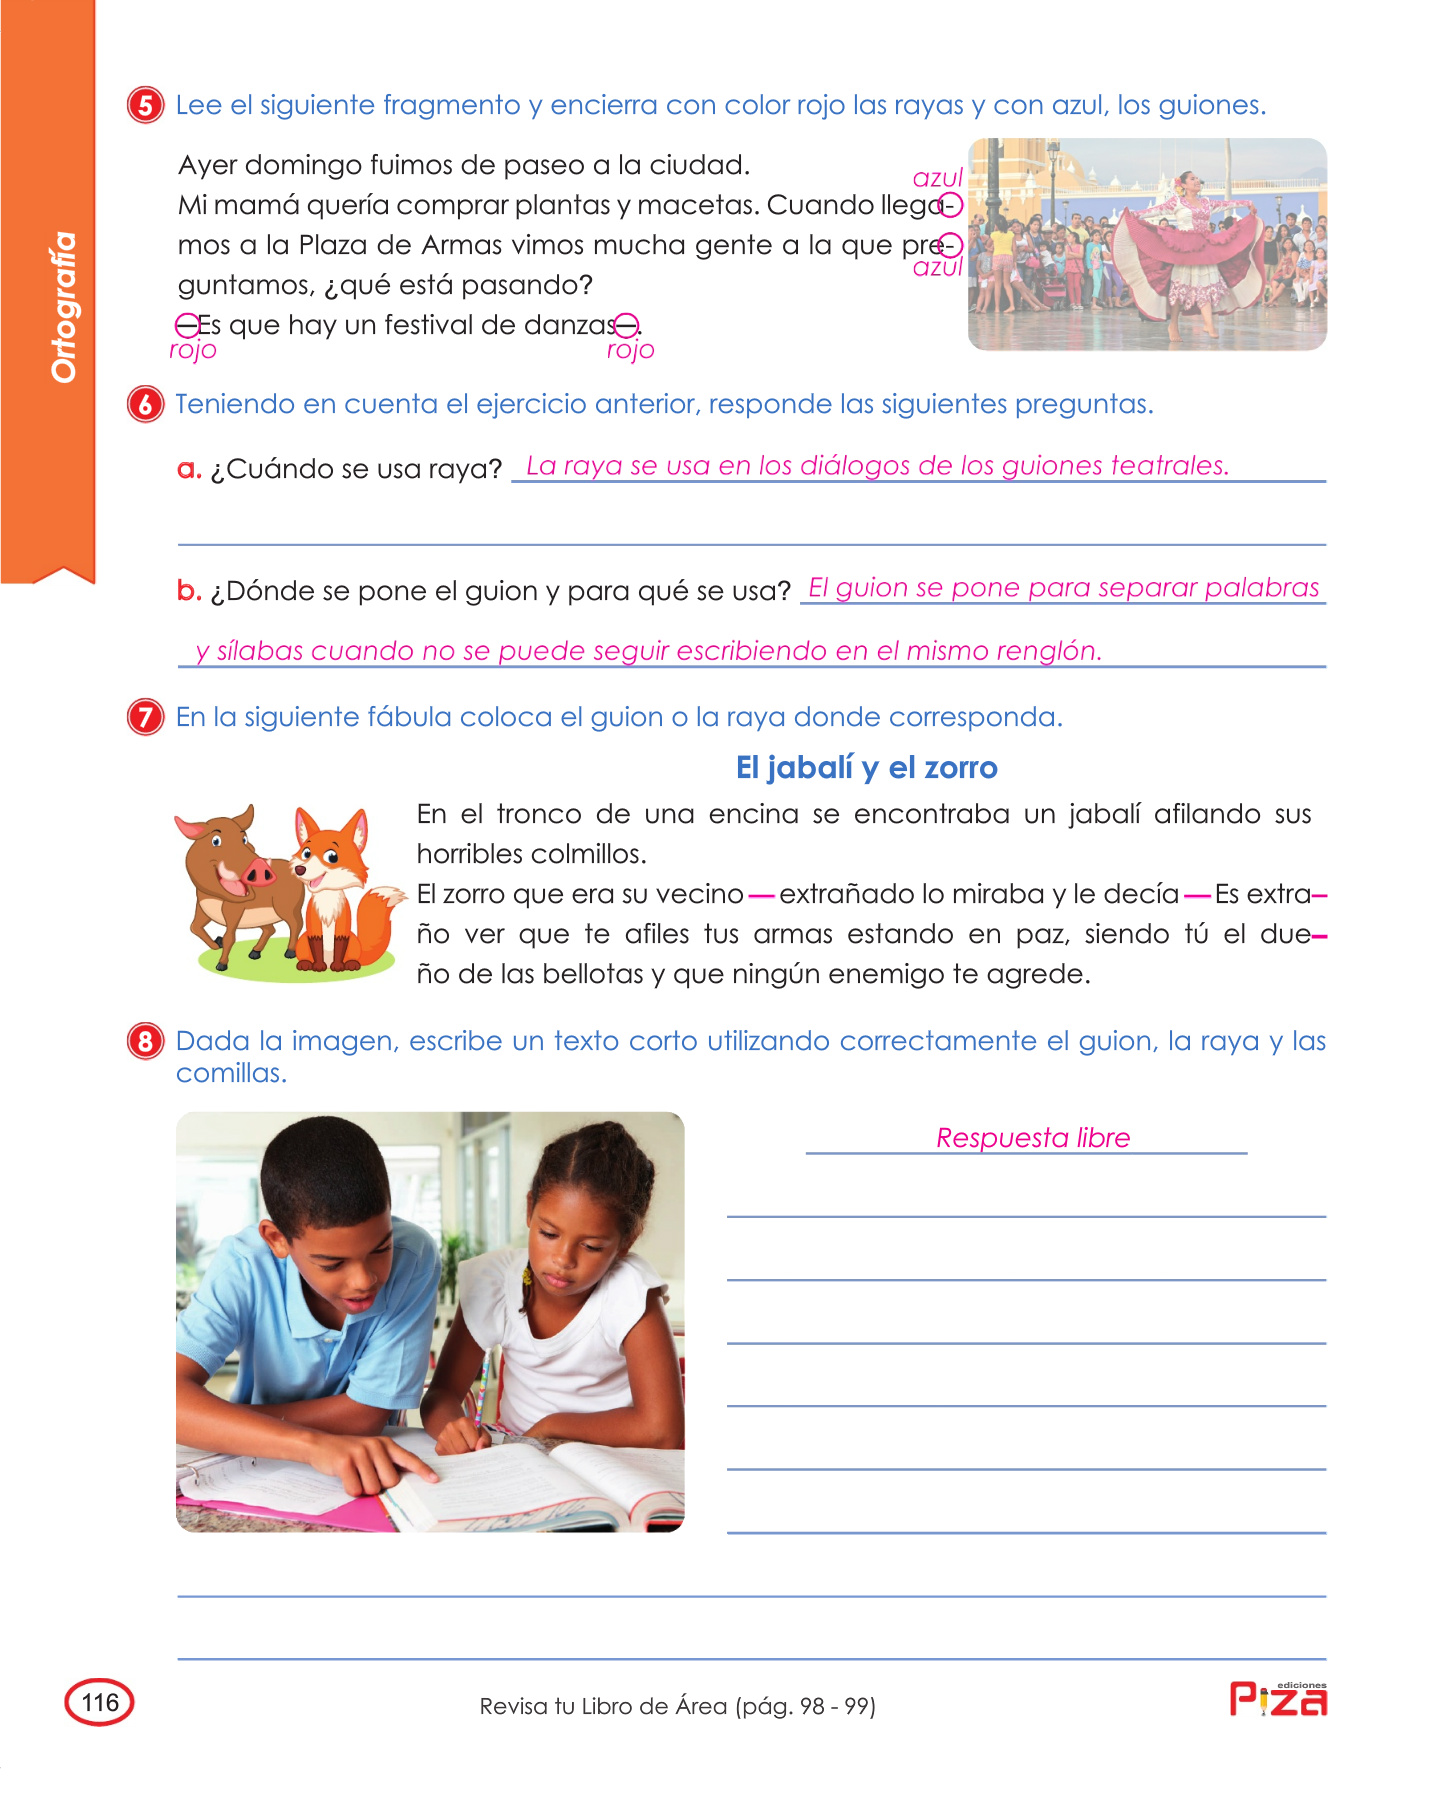 Ortografía
5 Lee el siguiente fragmento y encierra con color rojo las rayas y con azul, los guiones.
Ayer domingo fuimos de paseo a la ciudad.
azul
Mi mamá quería comprar plantas y macetas. Cuando llega-
mos a la Plaza de Armas vimos mucha gente a la que pre-
azul
guntamos, ¿qué está pasando?
—Es que hay un festival de danzas—.
rojo rojo
6 Teniendo en cuenta el ejercicio anterior, responde las siguientes preguntas.
a. ¿Cuándo se usa raya? La raya se usa en los diálogos de los guiones teatrales.
b. ¿Dónde se pone el guion y para qué se usa? El guion se pone para separar palabras
y sílabas cuando no se puede seguir escribiendo en el mismo renglón.
7 En la siguiente fábula coloca el guion o la raya donde corresponda.
El jabalí y el zorro
En el tronco de una encina se encontraba un jabalí afilando sus
horribles colmillos.
El zorro que era su vecino — extrañado lo miraba y le decía — Es extra-
ño ver que te afiles tus armas estando en paz, siendo tú el due-
ño de las bellotas y que ningún enemigo te agrede.
8 Dada la imagen, escribe un texto corto utilizando correctamente el guion, la raya y las
comillas.
Respuesta libre
116
Revisa tu Libro de Área (pág. 98 - 99)
ediciones
Piza